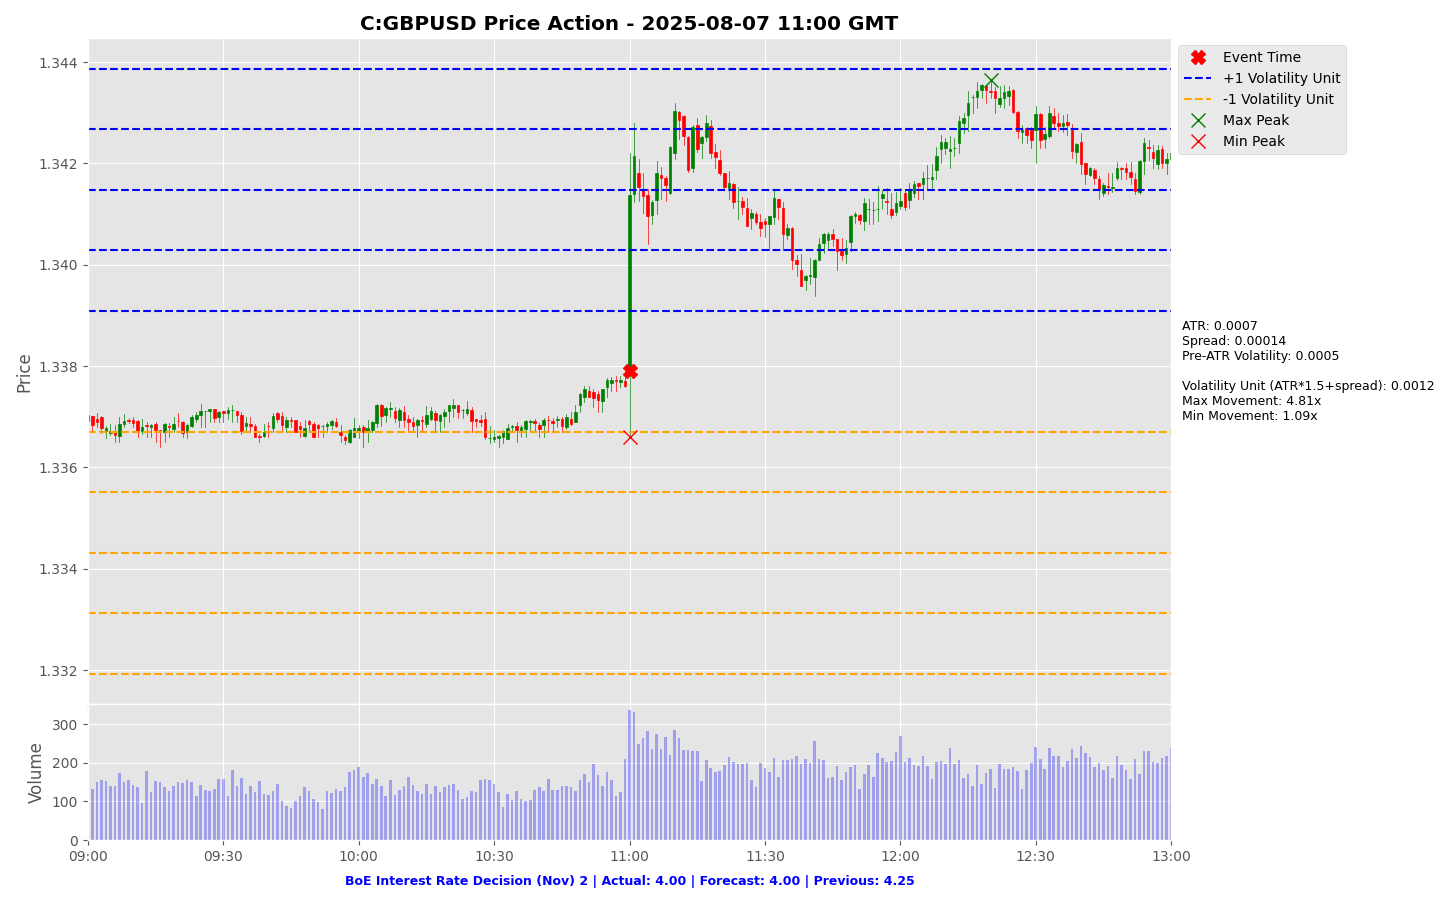 C:GBPUSD Price Action - 2025-08-07 11:00 GMT
Event Time
+1 Volatility Unit
-1 Volatility Unit
Max Peak
Min Peak
Price
1.344
1.342
1.340
1.338
1.336
1.334
1.332
ATR: 0.0007
Spread: 0.00014
Pre-ATR Volatility: 0.0005
Volatility Unit (ATR*1.5+spread): 0.0012
Max Movement: 4.81x
Min Movement: 1.09x
Volume
300
200
100
0
09:00 09:30 10:00 10:30 11:00 11:30 12:00 12:30 13:00
BoE Interest Rate Decision (Nov) 2 | Actual: 4.00 | Forecast: 4.00 | Previous: 4.25